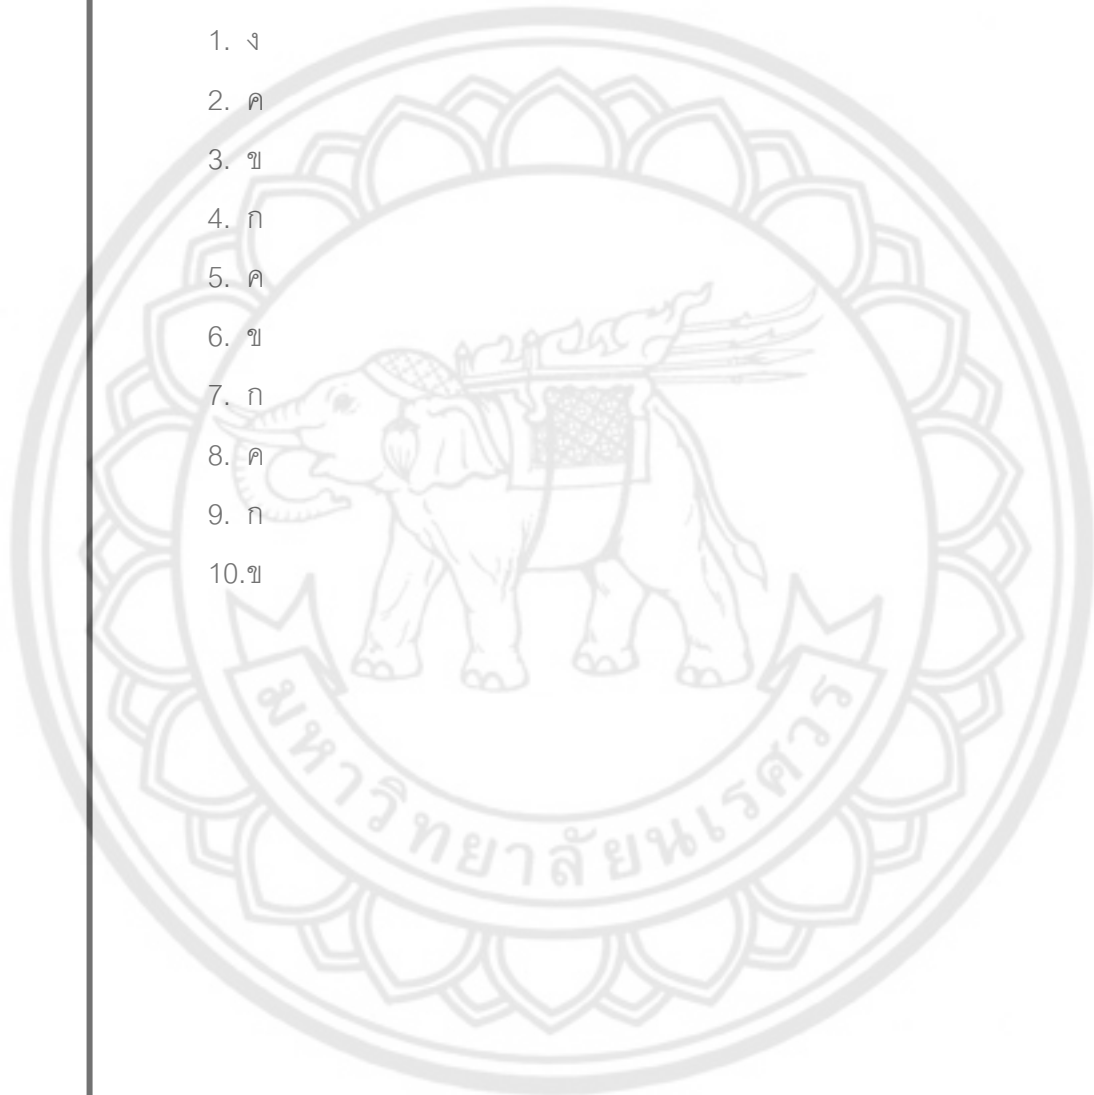 1. ง
2. ค
3. ข
4. ก
5. ค
6. ข
7. ก
8. ค
9. ก
10.ข
มหาวิทยาลัยนเรศวร